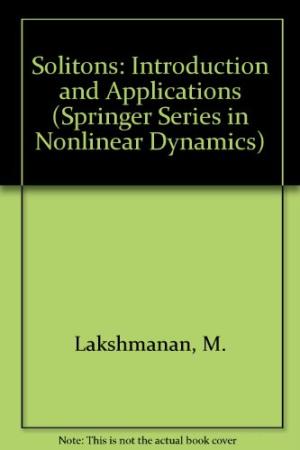 Solitons: Introduction
and Applications
(Springer Series in
Nonlinear Dynamics)
Lakshmanan, M.
Note: This is not the actual book cover